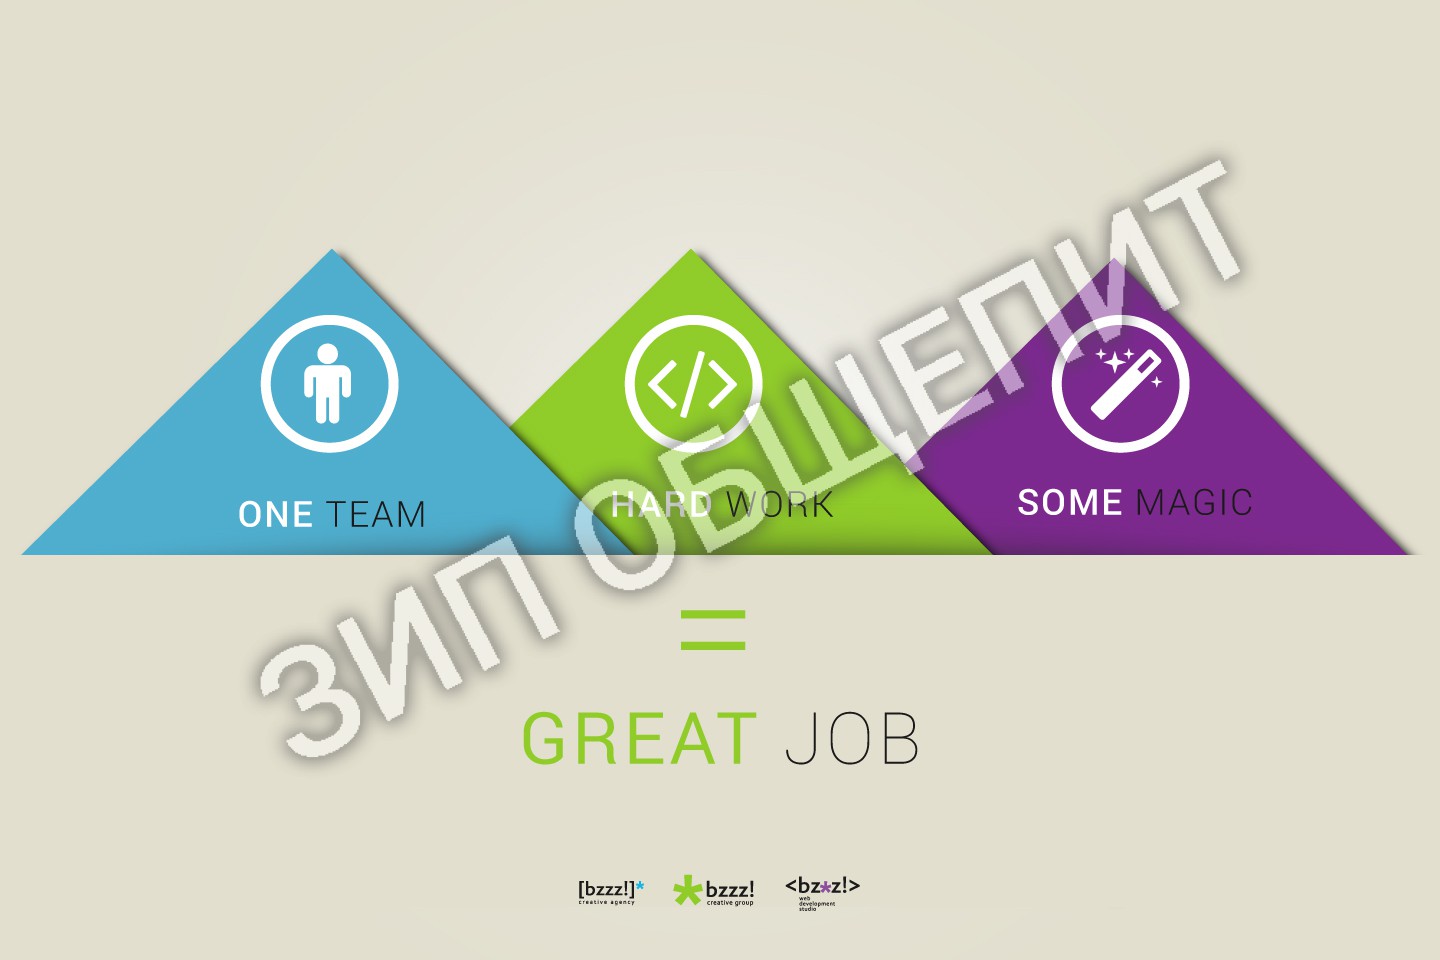 ONE TEAM
HARD WORK
SOME MAGIC
ЗИП ОБЩЕПИТ
=
GREAT JOB
[bzzz!]*
creative agency
*bzzz!
creative group
<bz*z!>
web
development
studio